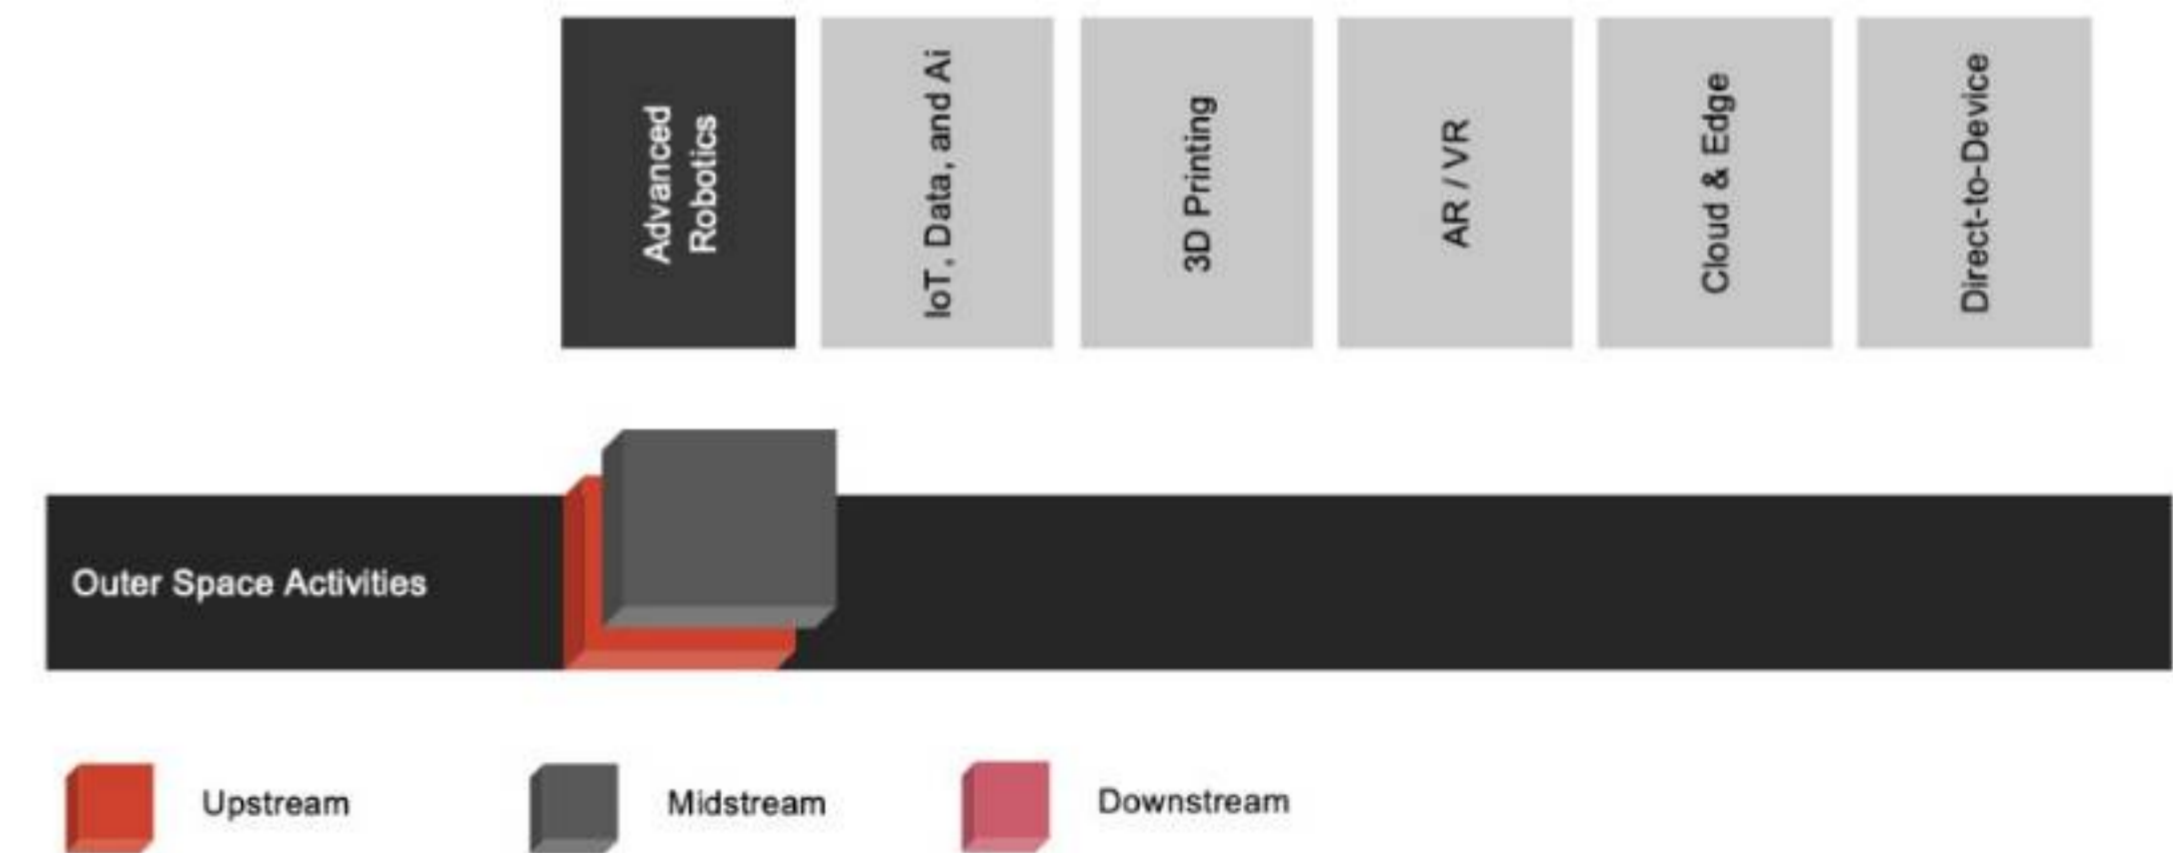 Advanced
Robotics
IoT, Data, and Ai
3D Printing
AR / VR
Cloud & Edge
Direct-to-Device
Outer Space Activities
Upstream
Midstream
Downstream